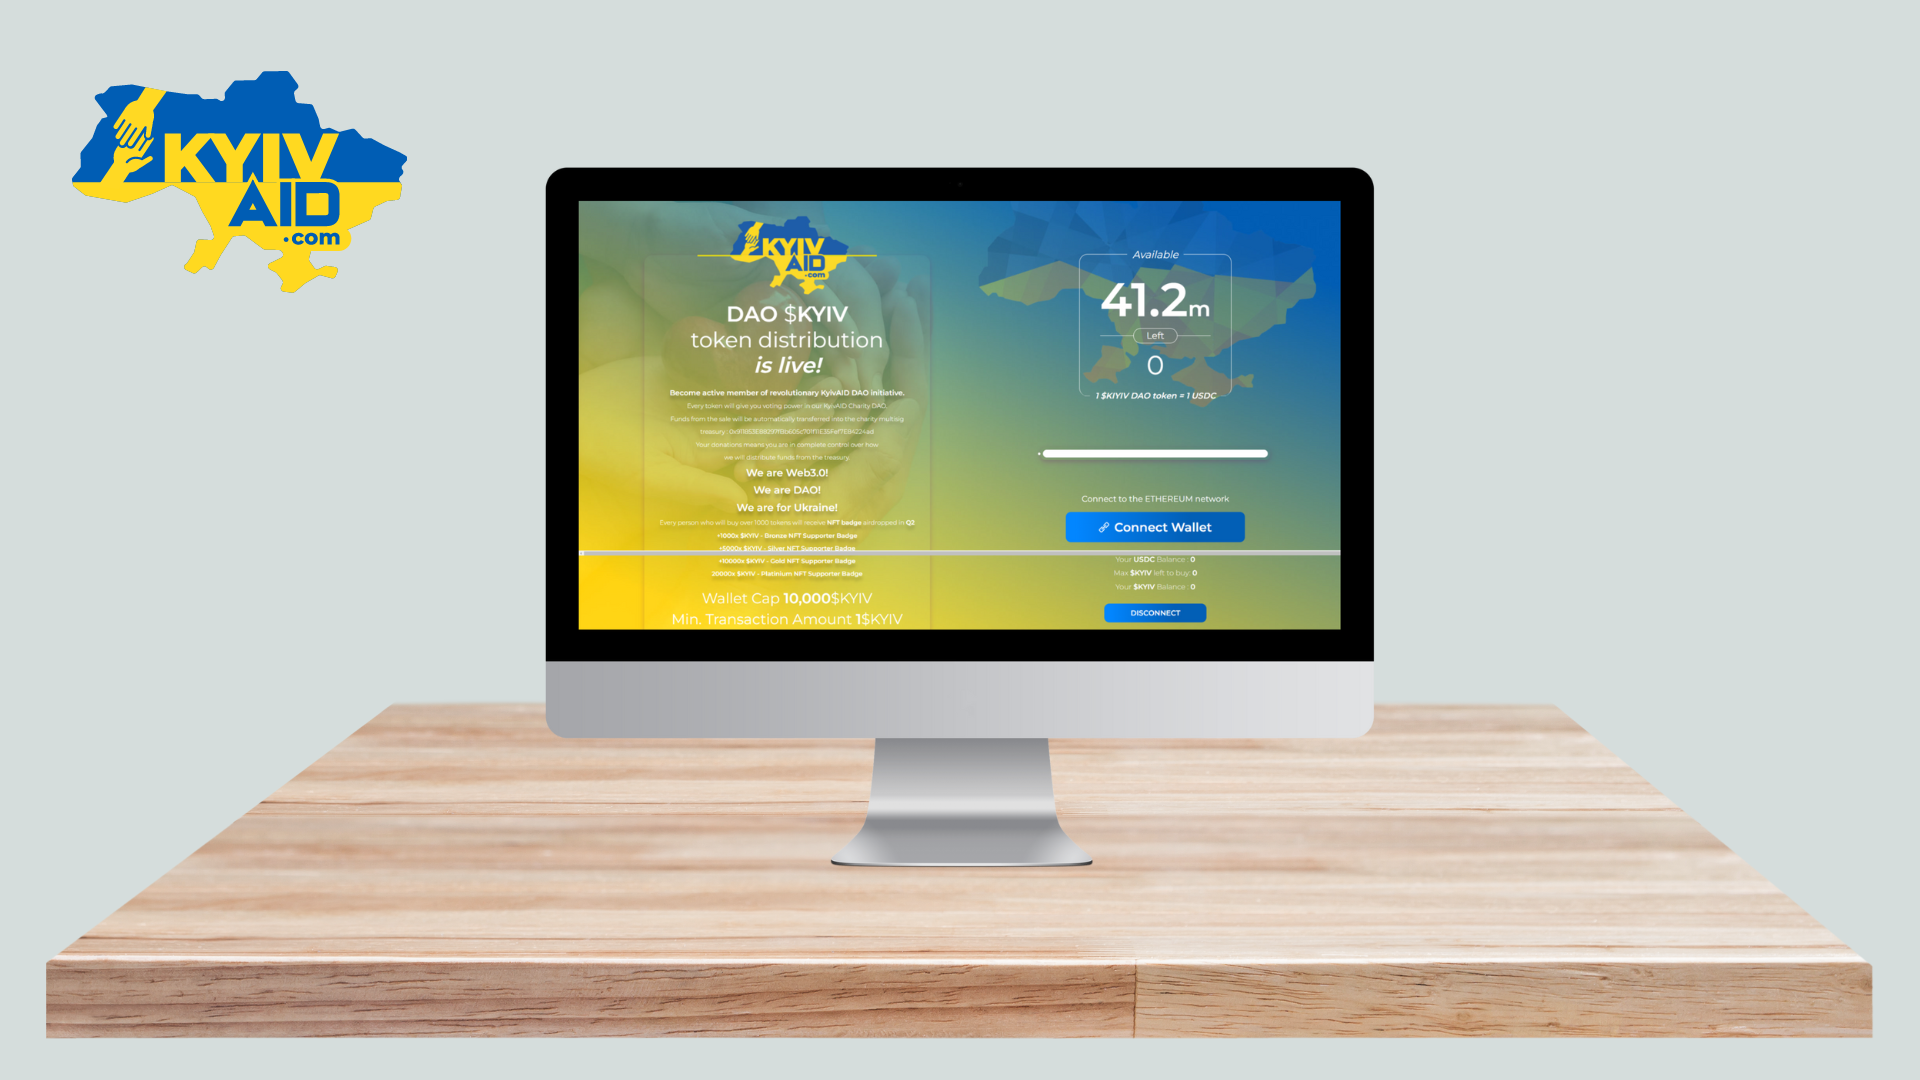 KYIV
AID
.com
KYIV
AID
.com
DAO $KYIV
token distribution
is live!
Become active member of revolutionary KyivAID DAO initiative.
Every token will give you voting power in our KyivAID Charity DAO
Funds from the sale will be automatically transferred into the charity multisig
treasury :
Your donations means you are in complete control over how
we will distribute funds from the treasury.
We are Web3.0!
We are DAO!
We are for Ukraine!
Every person who will buy over 1000 tokens will receive NFT badge airdropped in Q2
+1000x $KYIV - Bronze NFT Supporter Badge
+5000x $KYIV - Silver NFT Supporter Badge
+10000x $KYIV - Gold NFT Supporter Badge
20000x $KYIV - Platinium NFT Supporter Badge
Wallet Cap 10,000$KYIV
Min. Transaction Amount 1$KYIV
Available
41.2m
Left
0
1 $KIYIV DAO token = 1 USDC
Connect to the ETHEREUM network
Connect Wallet
Your USDC Balance : 0
Max $KYIV left to buy: 0
Your $KYIV Balance : 0
DISCONNECT